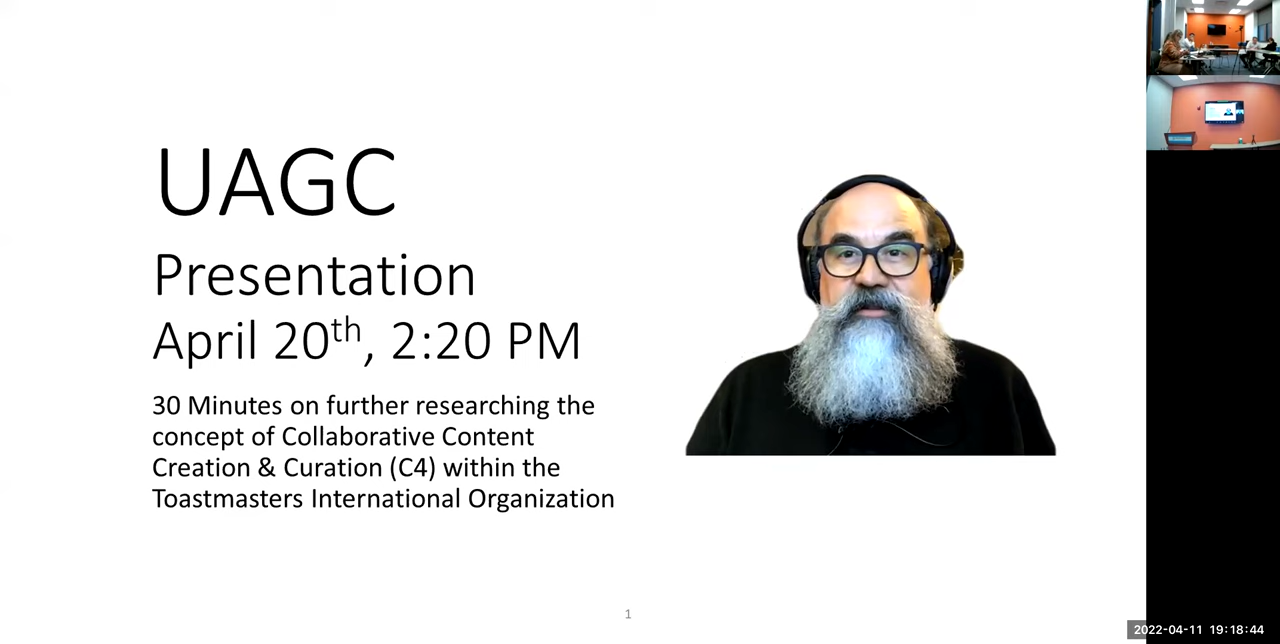 UAGC
Presentation
April 20th, 2:20 PM
30 Minutes on further researching the
concept of Collaborative Content
Creation & Curation (C4) within the
Toastmasters International Organization
1
2022-04-11 19:18:44